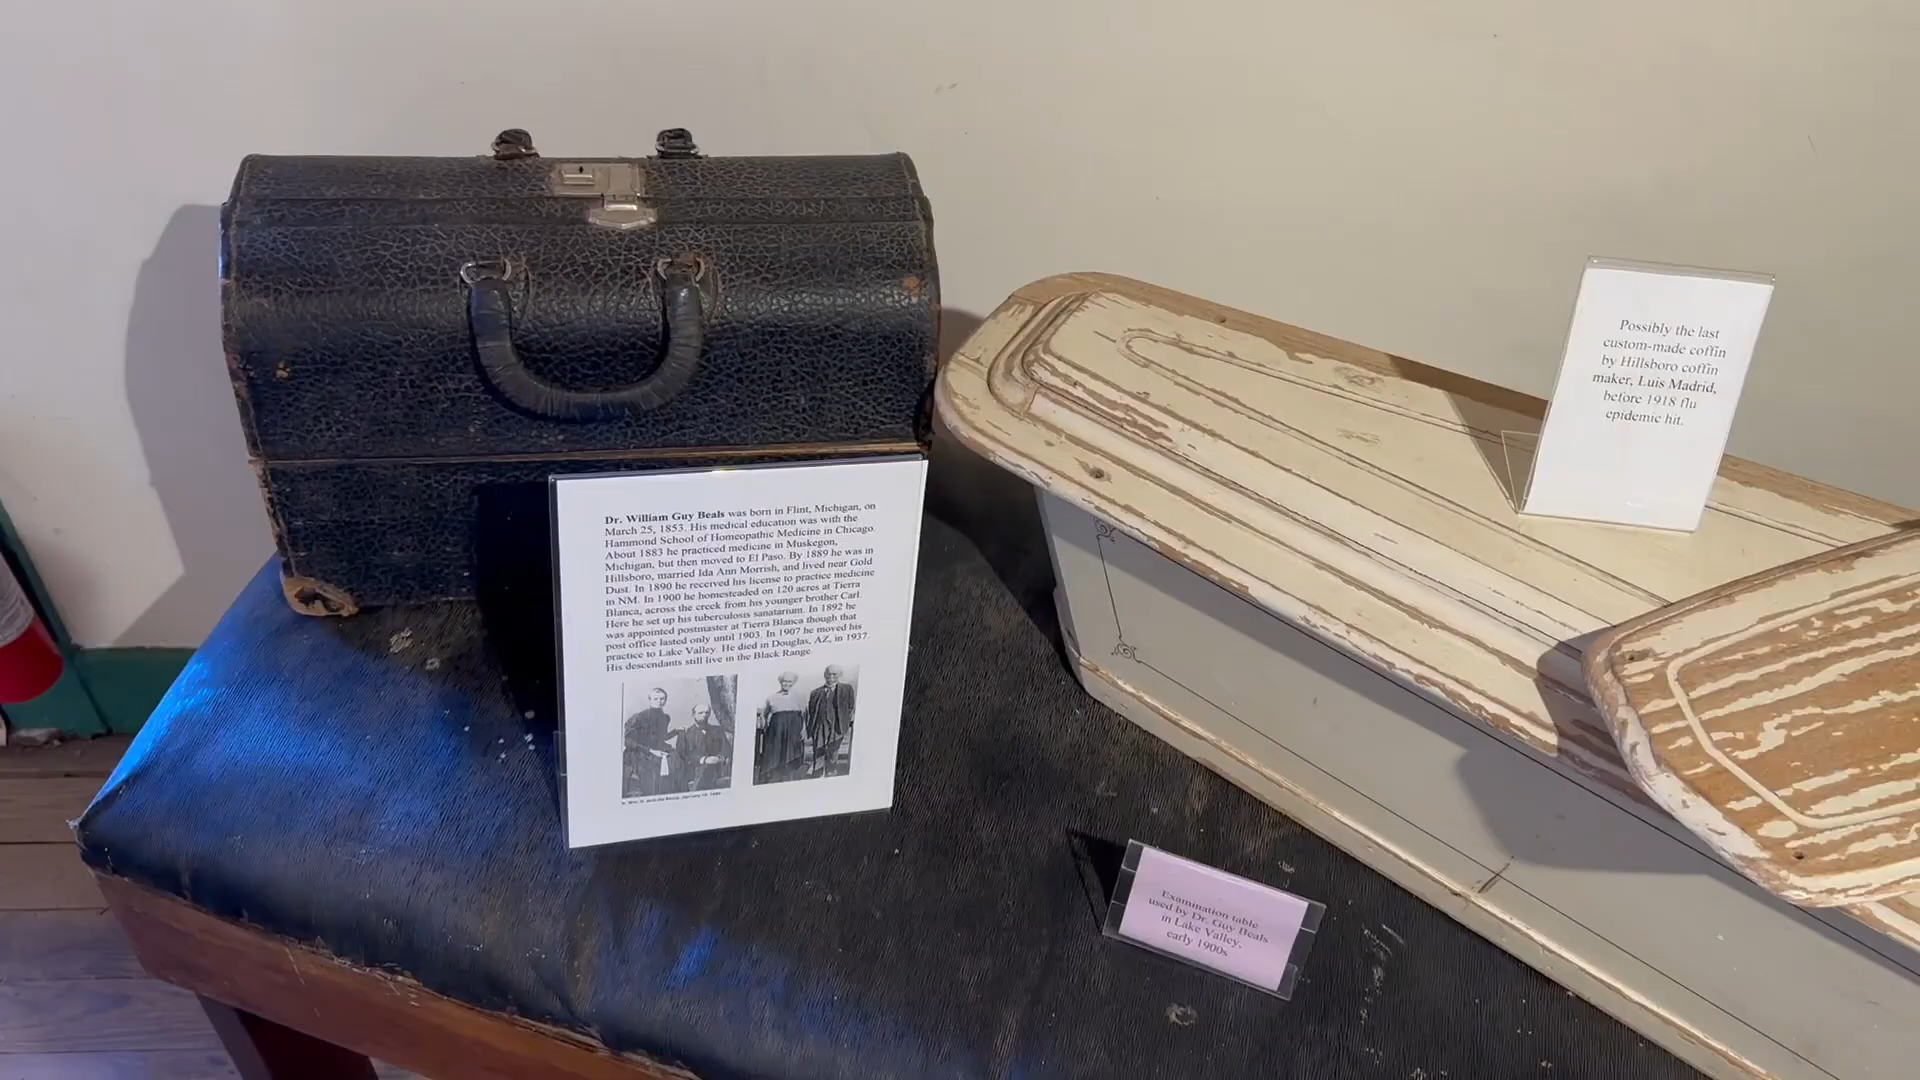 Dr. William Guy Beals was born in Flint, Michigan, on
March 25, 1853. His medical education was with the
Hammond School of Homeopathic Medicine in Chicago.
About 1883 he practiced medicine in Muskegon,
Michigan, but then moved to El Paso. By 1889 he was in
Hillsboro, married Ida Ann Morrish, and lived near Gold
Dust. In 1890 he received his license to practice medicine
in NM. In 1900 he homesteaded on 120 acres at Tierra
Blanca, across the creek from his younger brother Carl.
Here he set up his tuberculous sanatarium. In 1892 he
was appointed postmaster at Tierra Blanca though that
post office lasted only until 1903. In 1907 he moved his
practice to Lake Valley. He died in Douglas, AZ, in 1937.
His descendants still live in the Black Range.
Possibly the last
custom-made coffin
by Hillsboro coffin
maker, Luis Madrid,
before 1918 flu
epidemic hit.
Examination table
used by Dr. Guy Beals
in Lake Valley,
early 1900s